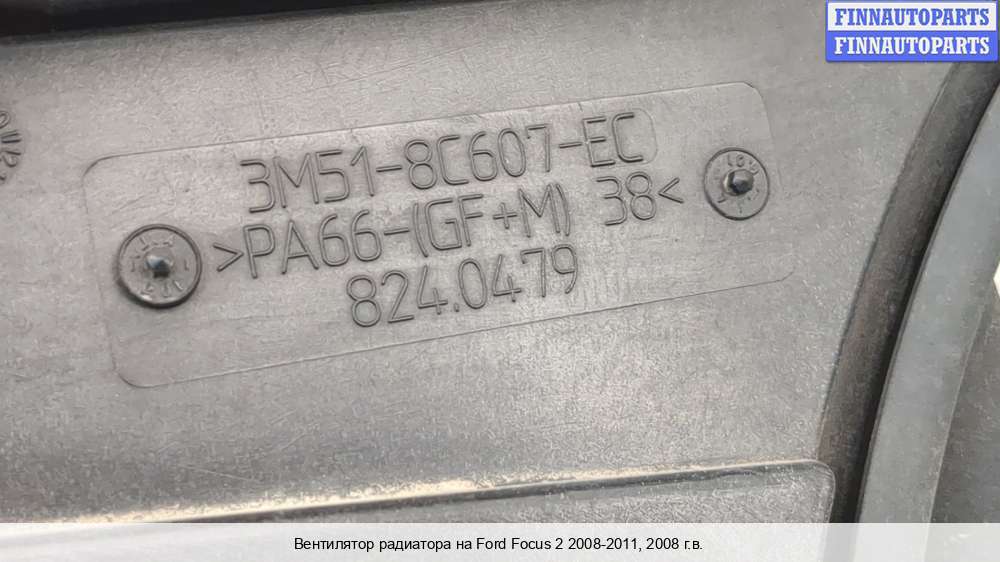 FINNAUTOPARTS
FINNAUTOPARTS
3M51-8C607-EC
>PA66-(GF+M) 38<
824.0479
Вентилятор радиатора на Ford Focus 2 2008-2011, 2008 г.в.